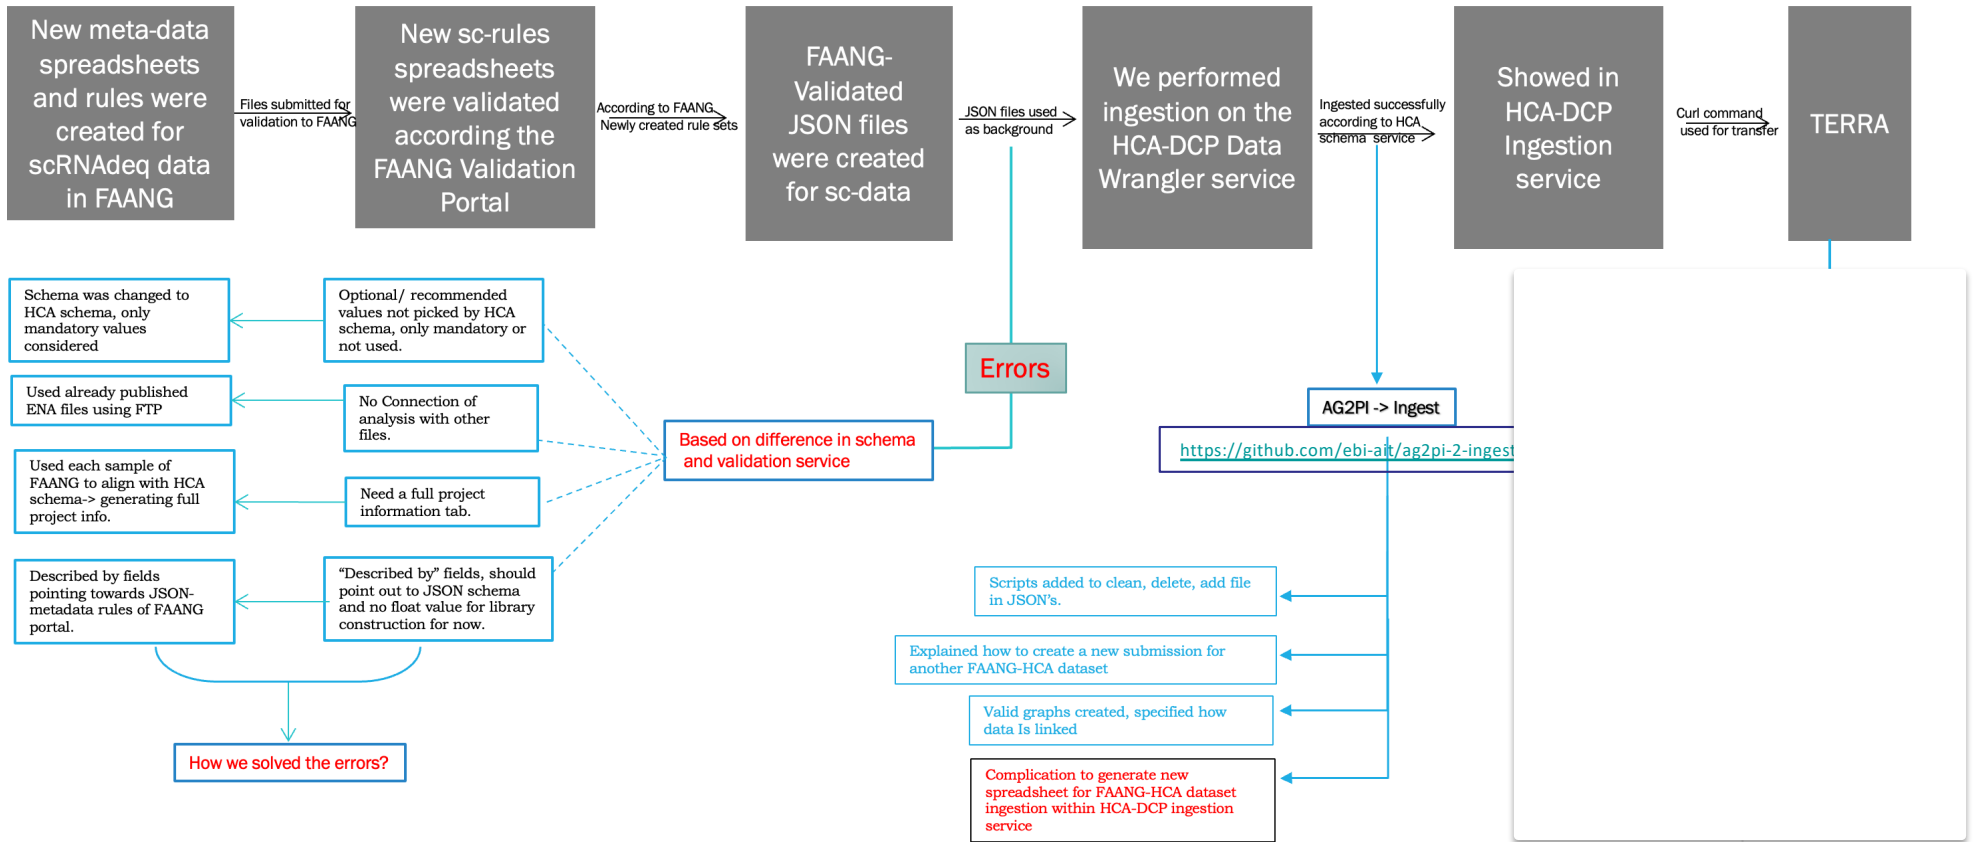 New meta-data
spreadsheets
and rules were
created for
scRNAdeq data
in FAANG
Files submitted for
validation to FAANG
New sc-rules
spreadsheets
were validated
according the
FAANG Validation
Portal
According to FAANG
Newly created rule sets
FAANG-
Validated
JSON files
were created
for sc-data
JSON files used
as background
We performed
ingestion on the
HCA-DCP Data
Wrangler service
Ingested successfully
according to HCA
schema service
Showed in
HCA-DCP
Ingestion
service
Curl command
used for transfer
TERRA
Schema was changed to
HCA schema, only
mandatory values
considered
Optional/ recommended
values not picked by HCA
schema, only mandatory or
not used.
Used already published
ENA files using FTP
No Connection of
analysis with other
files.
Used each sample of
FAANG to align with HCA
schema-> generating full
project info.
Need a full project
information tab.
Described by fields
pointing towards JSON-
metadata rules of FAANG
portal.
“Described by” fields, should
point out to JSON schema
and no float value for library
construction for now.
How we solved the errors?
Based on difference in schema
and validation service
Errors
AG2PI -> Ingest
https://github.com/ebi-ait/ag2pi-2-ingest
Scripts added to clean, delete, add file
in JSON’s.
Explained how to create a new submission for
another FAANG-HCA dataset
Valid graphs created, specified how
data Is linked
Complication to generate new
spreadsheet for FAANG-HCA dataset
ingestion within HCA-DCP ingestion
service